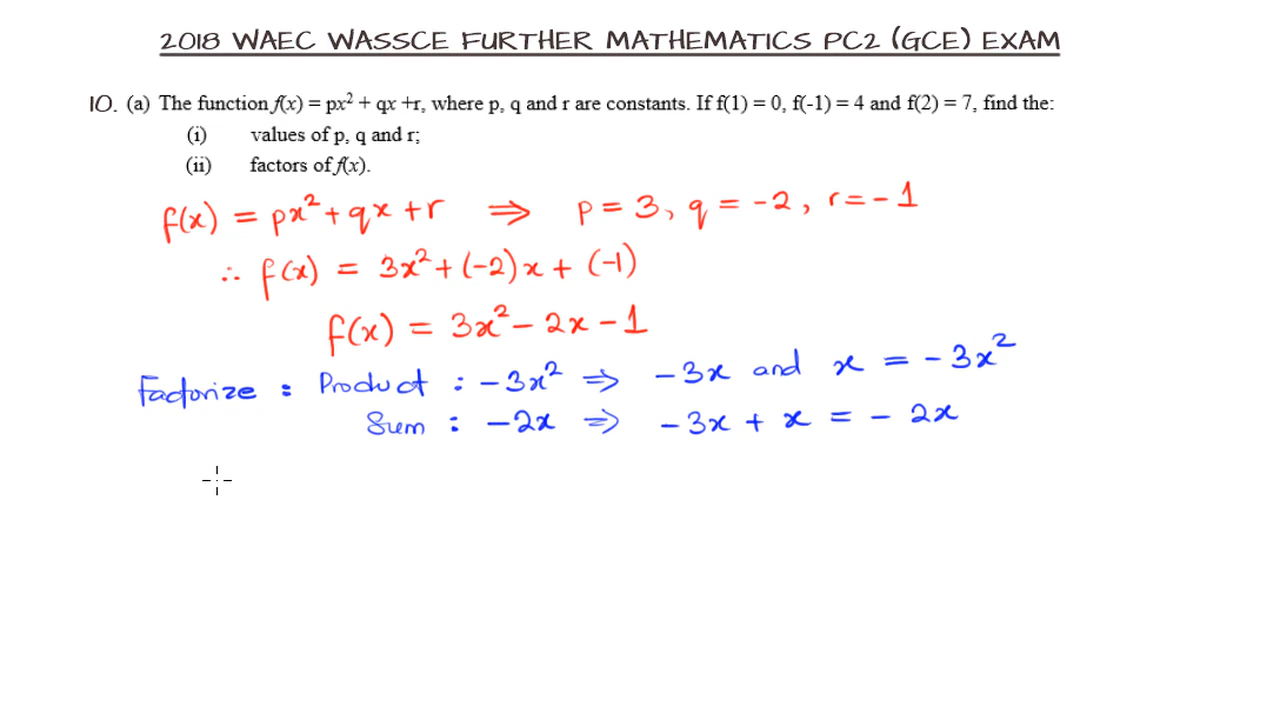 2018 WAEC WASSCE FURTHER MATHEMATICS PC2 (GCE) EXAM
10. (a) The function f(x) = px² + qx +r, where p, q and r are constants. If f(1) = 0, f(-1) = 4 and f(2) = 7, find the:
(i) values of p, q and r;
(ii) factors of f(x).
f(x) = px² + qx + r ⇒ p = 3, q = -2, r = -1
∴ f(x) = 3x² + (-2)x + (-1)
f(x) = 3x² - 2x - 1
Factorize : Product : -3x² ⇒ -3x and x = -3x²
Sum : -2x ⇒ -3x + x = - 2x